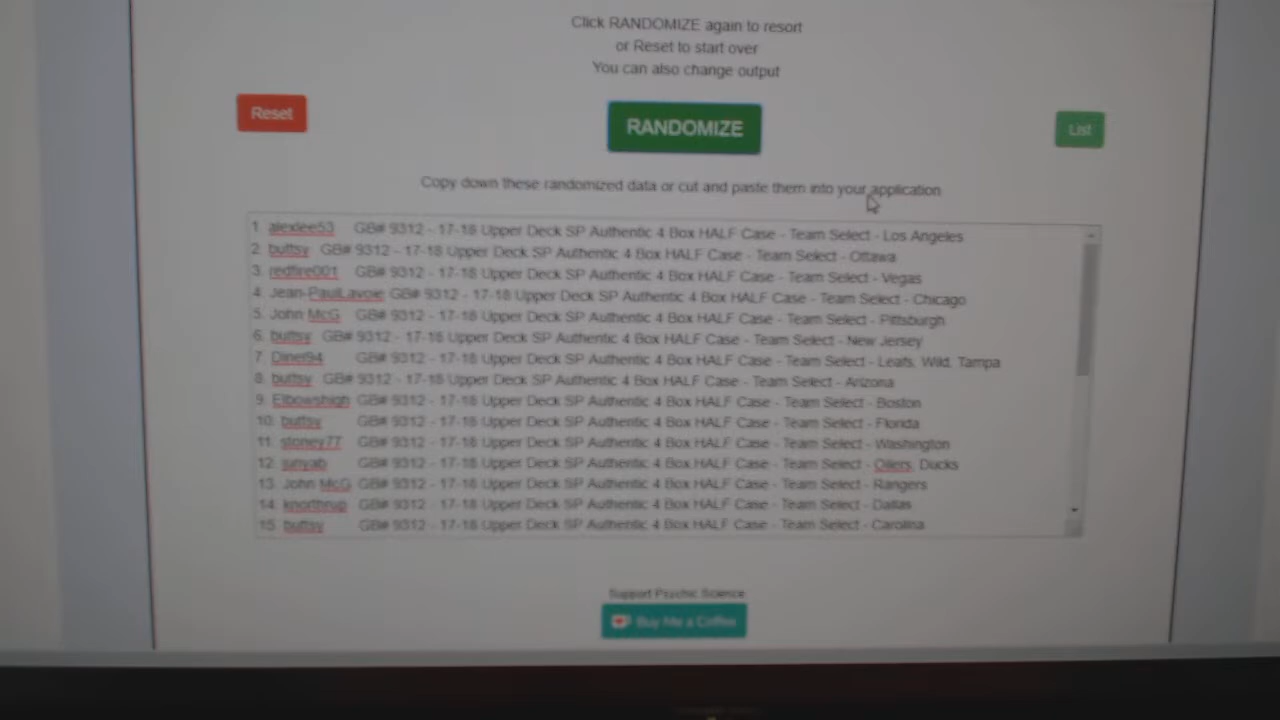 Click RANDOMIZE again to resort
or Reset to start over
You can also change output
Reset
RANDOMIZE
List
Copy down these randomized data or cut and paste them into your application
1. alexlee53 GB# 9312 - 17-18 Upper Deck SP Authentic 4 Box HALF Case - Team Select - Los Angeles
2. buttsy GB# 9312 - 17-18 Upper Deck SP Authentic 4 Box HALF Case - Team Select - Ottawa
3. redfire001 GB# 9312 - 17-18 Upper Deck SP Authentic 4 Box HALF Case - Team Select - Vegas
4. Jean-PaulLavoie GB# 9312 - 17-18 Upper Deck SP Authentic 4 Box HALF Case - Team Select - Chicago
5. John McG GB# 9312 - 17-18 Upper Deck SP Authentic 4 Box HALF Case - Team Select - Pittsburgh
6. buttsy GB# 9312 - 17-18 Upper Deck SP Authentic 4 Box HALF Case - Team Select - New Jersey
7. Dinel94 GB# 9312 - 17-18 Upper Deck SP Authentic 4 Box HALF Case - Team Select - Leafs, Wild, Tampa
8. buttsy GB# 9312 - 17-18 Upper Deck SP Authentic 4 Box HALF Case - Team Select - Arizona
9. Elbowshigh GB# 9312 - 17-18 Upper Deck SP Authentic 4 Box HALF Case - Team Select - Boston
10. buttsy GB# 9312 - 17-18 Upper Deck SP Authentic 4 Box HALF Case - Team Select - Florida
11. stoney77 GB# 9312 - 17-18 Upper Deck SP Authentic 4 Box HALF Case - Team Select - Washington
12. GB# 9312 - 17-18 Upper Deck SP Authentic 4 Box HALF Case - Team Select - Oilers, Ducks
13. John McG GB# 9312 - 17-18 Upper Deck SP Authentic 4 Box HALF Case - Team Select - Rangers
14. knorthrup GB# 9312 - 17-18 Upper Deck SP Authentic 4 Box HALF Case - Team Select - Dallas
15. buttsy GB# 9312 - 17-18 Upper Deck SP Authentic 4 Box HALF Case - Team Select - Carolina
Support Psychic Science
Buy Me a Coffee